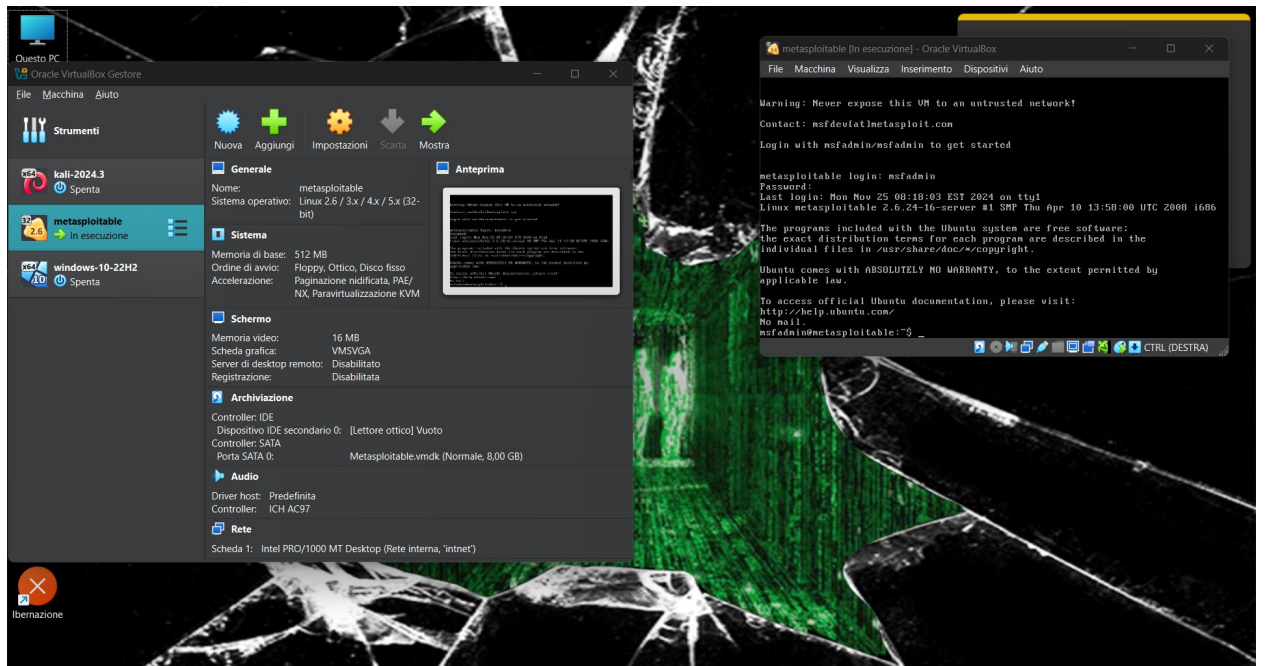 Questo PC
Oracle VirtualBox Gestore
File Macchina Aiuto
Strumenti
Nuova Aggiungi Impostazioni Scarta Mostra
x64
kali-2024.3
Spenta
32
2.6
metasploitable
In esecuzione
x64
10
windows-10-22H2
Spenta
Generale
Nome: metasploitable
Sistema operativo: Linux 2.6 / 3.x / 4.x / 5.x (32-
bit)
Anteprima
Sistema
Memoria di base: 512 MB
Ordine di avvio: Floppy, Ottico, Disco fisso
Accelerazione: Paginazione nidificata, PAE/
NX, Paravirtualizzazione KVM
Schermo
Memoria video: 16 MB
Scheda grafica: VMSVGA
Server di desktop remoto: Disabilitato
Registrazione: Disabilitata
Archiviazione
Controller: IDE
Dispositivo IDE secondario 0: [Lettore ottico] Vuoto
Controller: SATA
Porta SATA 0: Metasploitable.vmdk (Normale, 8,00 GB)
Audio
Driver host: Predefinita
Controller: ICH AC97
Rete
Scheda 1: Intel PRO/1000 MT Desktop (Rete interna, 'intnet')
Ibernazione
metasploitable [In esecuzione] - Oracle VirtualBox
File Macchina Visualizza Inserimento Dispositivi Aiuto
Warning: Never expose this VM to an untrusted network!
Contact: msfdev[at]metasploit.com
Login with msfadmin/msfadmin to get started
metasploitable login: msfadmin
Password:
Last login: Mon Nov 25 08:18:03 EST 2024 on tty1
Linux metasploitable 2.6.24-16-server #1 SMP Thu Apr 10 13:58:00 UTC 2008 i686
The programs included with the Ubuntu system are free software;
the exact distribution terms for each program are described in the
individual files in /usr/share/doc/*/copyright.
Ubuntu comes with ABSOLUTELY NO WARRANTY, to the extent permitted by
applicable law.
To access official Ubuntu documentation, please visit:
http://help.ubuntu.com/
No mail.
msfadmin@metasploitable:~$ _
CTRL (DESTRA)